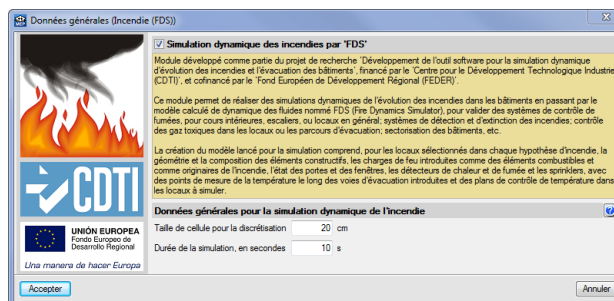 Données générales (Incendie (FDS))
Simulation dynamique des incendies par 'FDS'
Module développé comme partie du projet de recherche 'Développement de l'outil software pour la simulation dynamique
d'évolution des incendies et l'évacuation des bâtiments', financé par le 'Centre pour le Développement Technologique Industrie
(CDTI)', et cofinancé par le 'Fond Européen de Développement Régional (FEDER)'.
Ce module permet de réaliser des simulations dynamiques de l'évolution des incendies dans les bâtiments en passant par le
modèle calculé de dynamique des fluides nommé FDS (Fire Dynamics Simulator), pour valider des systèmes de contrôle de
fumées, pour cours intérieures, escaliers, ou locaux en général; systèmes de détection et d'extinction des incendies; contrôle
des gaz toxiques dans les locaux ou les parcours d'évacuation; sectorisation des bâtiments, etc.
La création du modèle lancé pour la simulation comprend, pour les locaux sélectionnés dans chaque hypothèse d'incendie, la
géométrie et la composition des éléments constructifs, les charges de feu introduites comme des éléments combustibles et
comme originaires de l'incendie, l'état des portes et des fenêtres, les détecteurs de chaleur et de fumée et les sprinklers, avec
des points de mesure de la température le long des voies d'évacuation introduites et des plans de contrôle de température dans
les locaux à simuler.
CDTI
UNIÓN EUROPEA
Fondo Europeo de
Desarrollo Regional
Una manera de hacer Europa
Données générales pour la simulation dynamique de l'incendie
Taille de cellule pour la discrétisation 20 cm
Durée de la simulation, en secondes 10 s
Accepter
Annuler